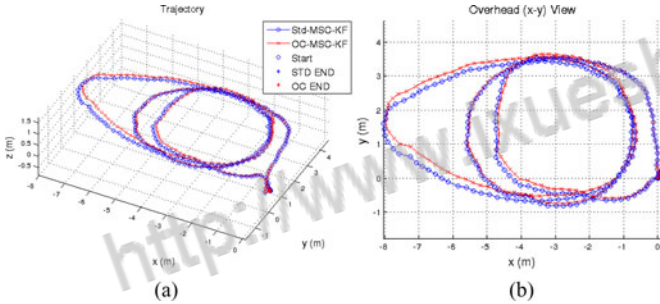 Trajectory
Std-MSC-KF
OC-MSC-KF
Start
STD END
OC END
z (m)
1.5
1
0.5
0
-0.5
-8
-7
-6
-5
-4
-3
-2
-1
0
x (m)
-1
0
1
2
3
4
y (m)
(a)
Overhead (x-y) View
y (m)
4
3
2
1
0
-1
-8
-7
-6
-5
-4
-3
-2
-1
0
x (m)
(b)
http://www.jxuesh